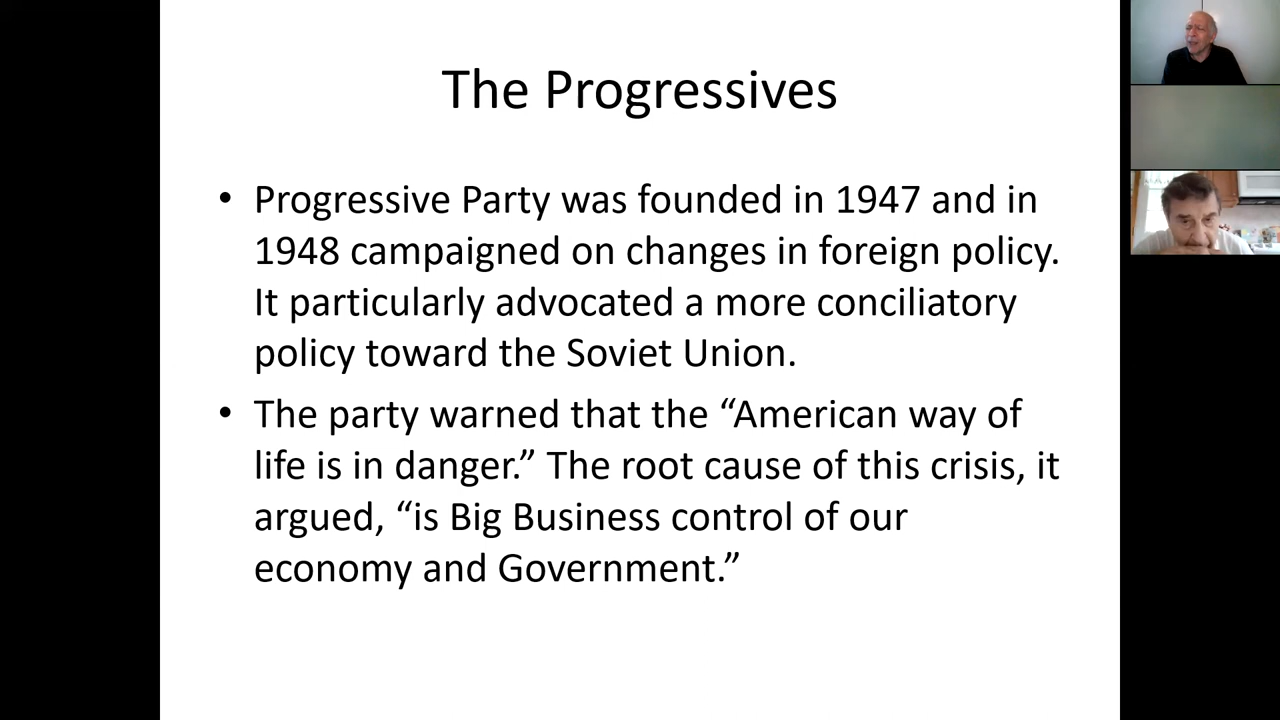 The Progressives
• Progressive Party was founded in 1947 and in
1948 campaigned on changes in foreign policy.
It particularly advocated a more conciliatory
policy toward the Soviet Union.
• The party warned that the “American way of
life is in danger.” The root cause of this crisis, it
argued, “is Big Business control of our
economy and Government.”